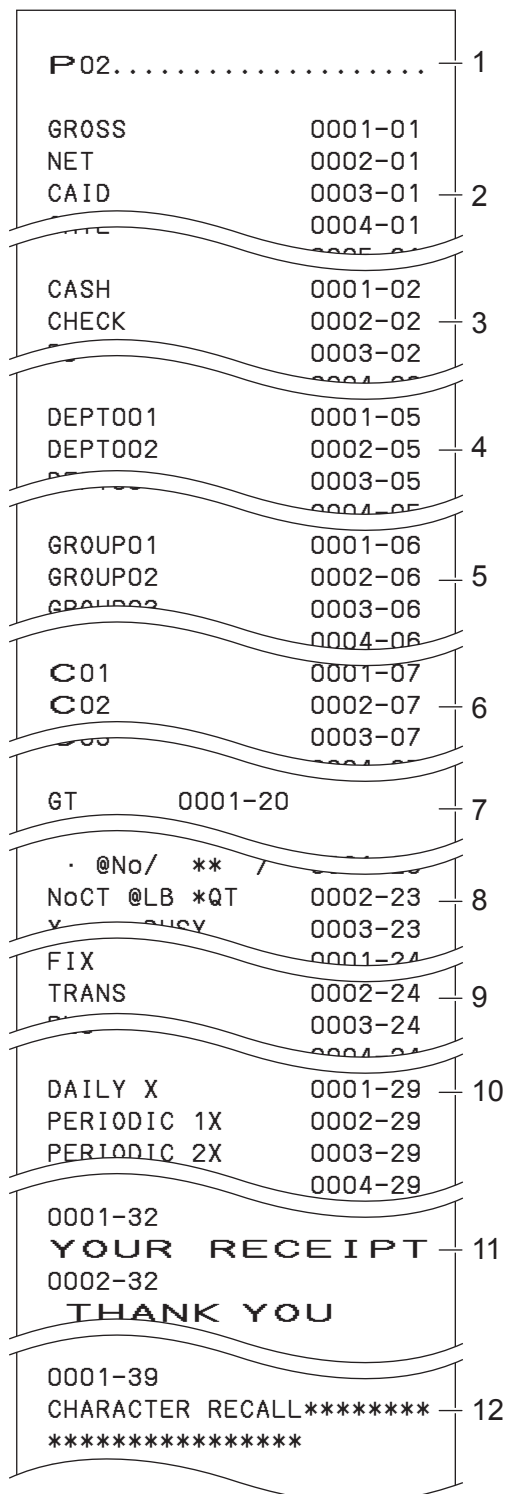 P02.................... 1
GROSS 0001-01
NET 0002-01
CAID 0003-01 2
0004-01
CASH 0001-02
CHECK 0002-02 3
0003-02
DEPT001 0001-05
DEPT002 0002-05 4
0003-05
GROUP01 0001-06
GROUP02 0002-06 5
GROUP03 0003-06
0004-06
C01 0001-07
C02 0002-07 6
0003-07
GT 0001-20 7
· @No/ ** /
NoCT @LB *QT 0002-23 8
0003-23
FIX 0001-24
TRANS 0002-24 9
0003-24
DAILY X 0001-29 10
PERIODIC 1X 0002-29
PERIODIC 2X 0003-29
0004-29
0001-32
YOUR RECEIPT 11
0002-32
THANK YOU
0001-39
CHARACTER RECALL******** 12
****************